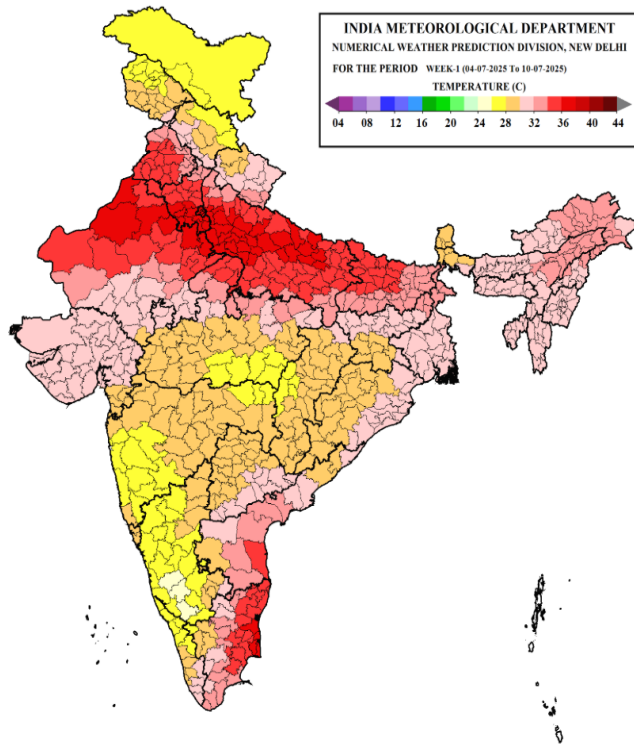 INDIA METEOROLOGICAL DEPARTMENT
NUMERICAL WEATHER PREDICTION DIVISION, NEW DELHI
FOR THE PERIOD WEEK-1 (04-07-2025 To 10-07-2025)
TEMPERATURE (C)
04 08 12 16 20 24 28 32 36 40 44